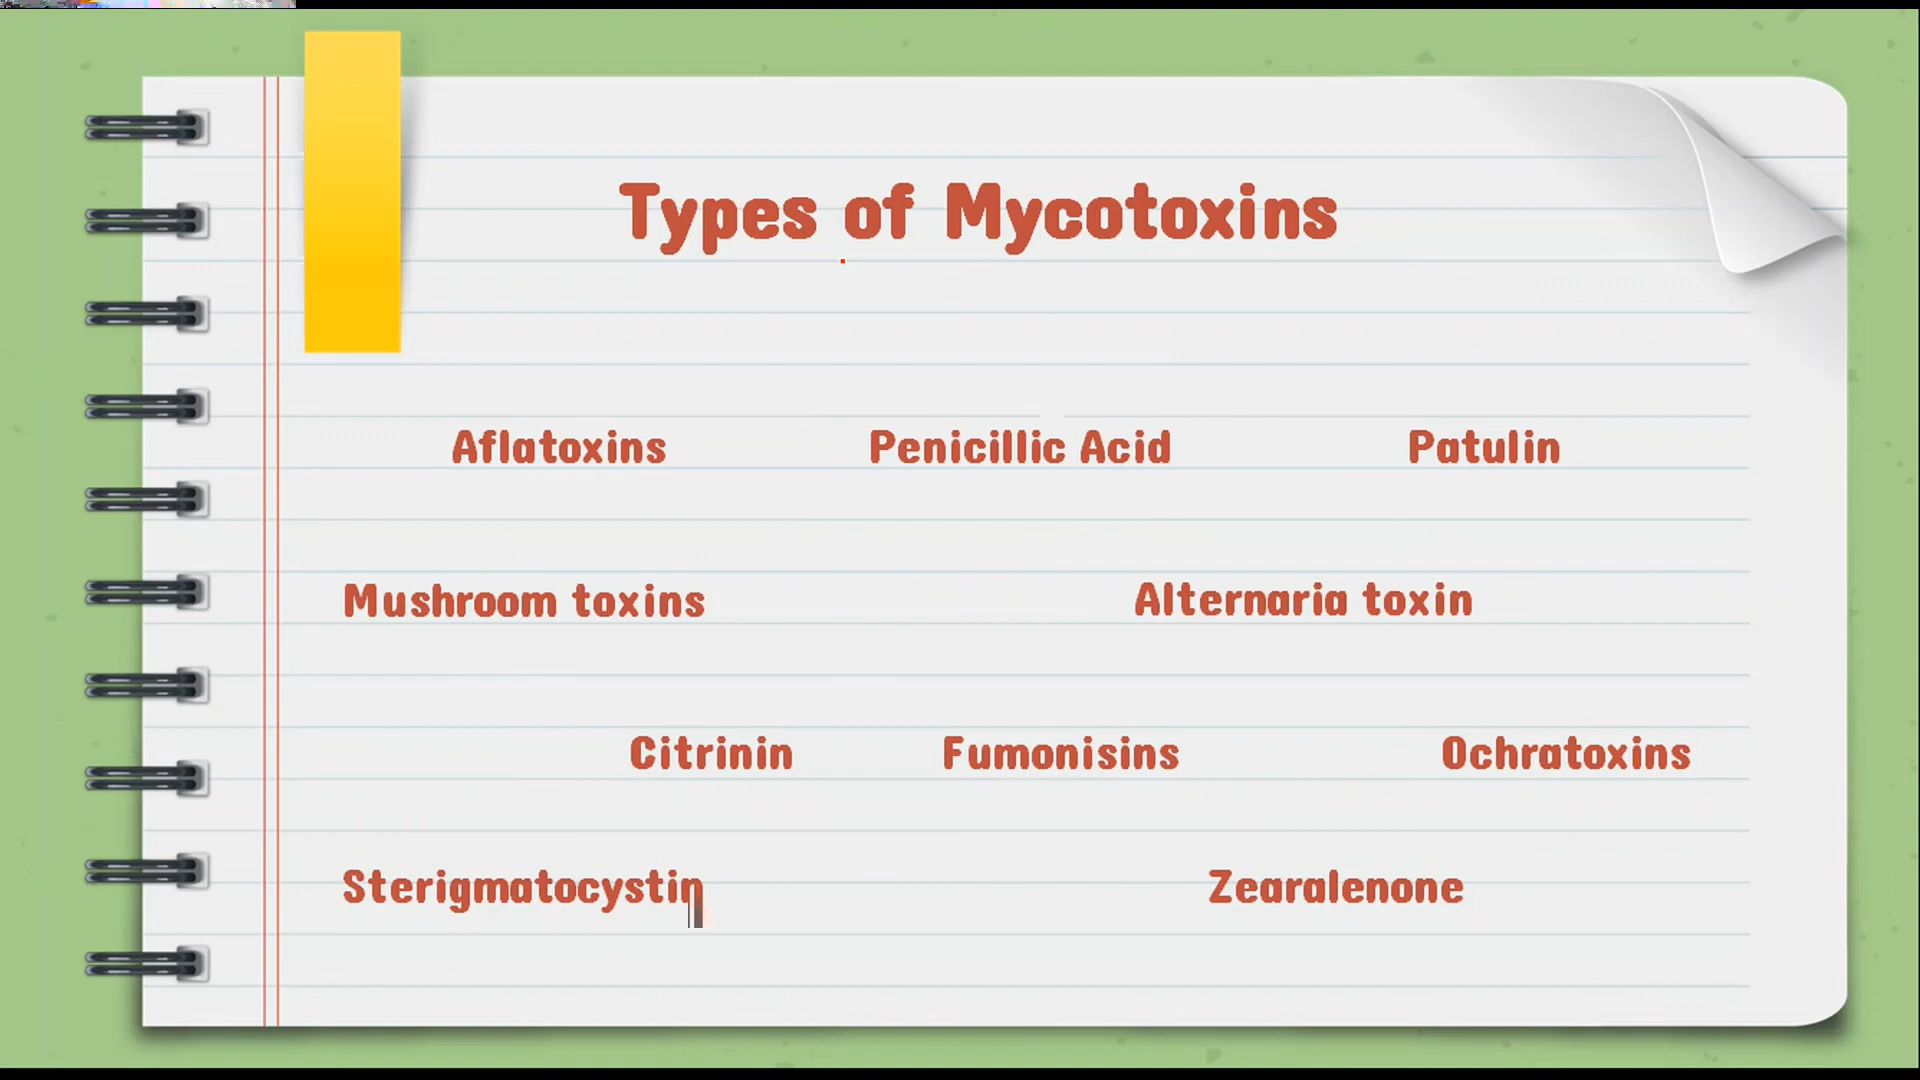 Types of Mycotoxins
Aflatoxins Penicillic Acid Patulin
Mushroom toxins Alternaria toxin
Citrinin Fumonisins Ochratoxins
Sterigmatocystin Zearalenone